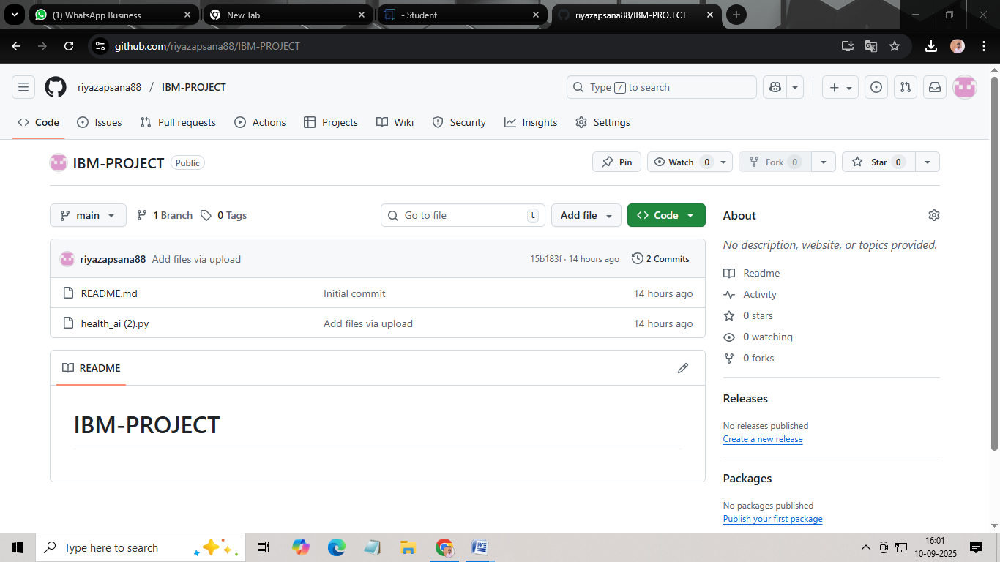 (1) WhatsApp Business
New Tab
- Student
riyazapsana88/IBM-PROJECT
github.com/riyazapsana88/IBM-PROJECT
riyazapsana88 / IBM-PROJECT
Type / to search
Code
Issues
Pull requests
Actions
Projects
Wiki
Security
Insights
Settings
IBM-PROJECT Public
Pin
Watch 0
Fork 0
Star 0
main
1 Branch
0 Tags
Go to file t
Add file
Code
riyazapsana88 Add files via upload 15b183f · 14 hours ago 2 Commits
README.md Initial commit 14 hours ago
health_ai (2).py Add files via upload 14 hours ago
README
IBM-PROJECT
About
No description, website, or topics provided.
Readme
Activity
0 stars
0 watching
0 forks
Releases
No releases published
Create a new release
Packages
No packages published
Publish your first package
Type here to search
16:01
10-09-2025